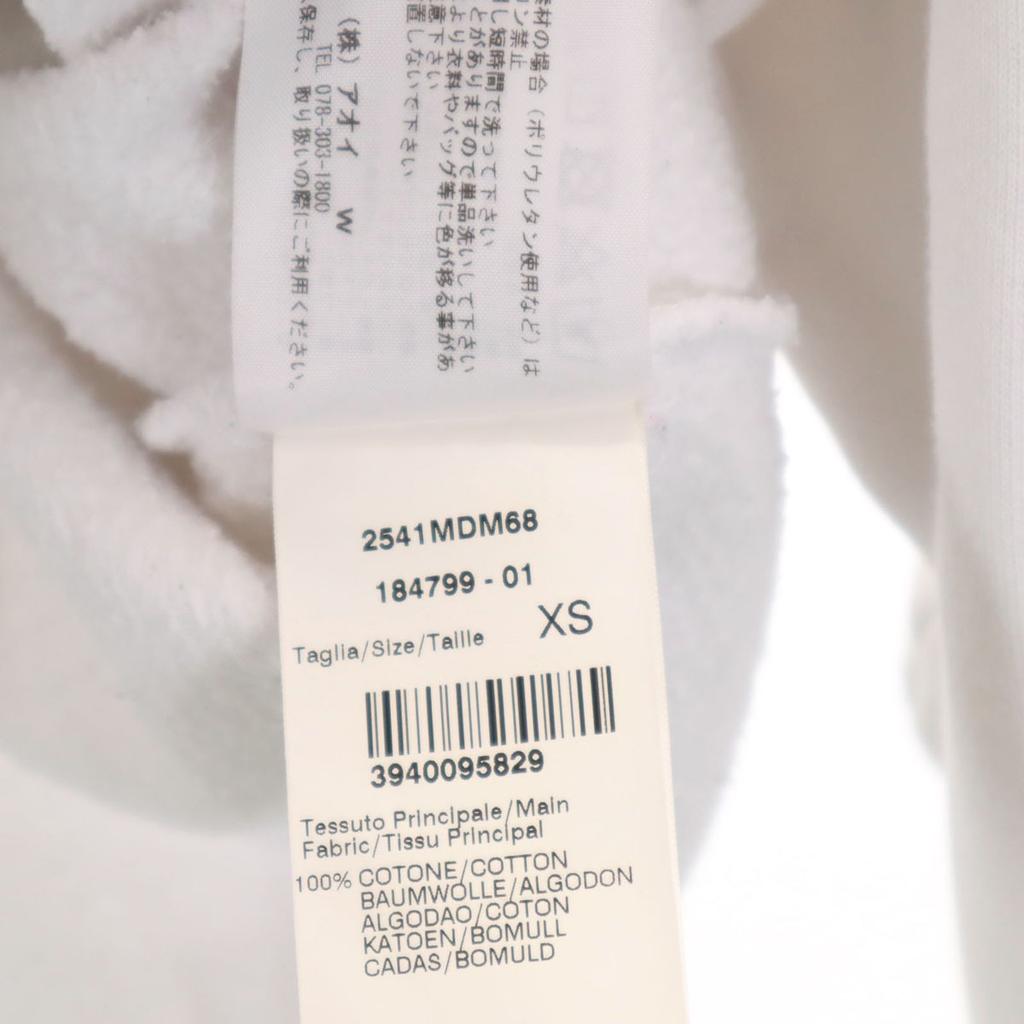 素材の場合（ポリウレタン使用など）は
ン禁止
し短時間で洗って下さい
とがありますので単品洗いして下さい
より衣料やバッグ等に色が移る事があ
意下さい
置しないで下さい
（株）アオイ W
TEL 078-303-1800
保存し、取り扱いの際にご利用ください。
2541MDM68
184799 - 01
Taglia/Size/Taille XS
3940095829
Tessuto Principale/Main
Fabric/Tissu Principal
100% COTONE/COTTON
BAUMWOLLE/ALGODON
ALGODAO/COTON
KATOEN/BOMULL
CADAS/BOMULD